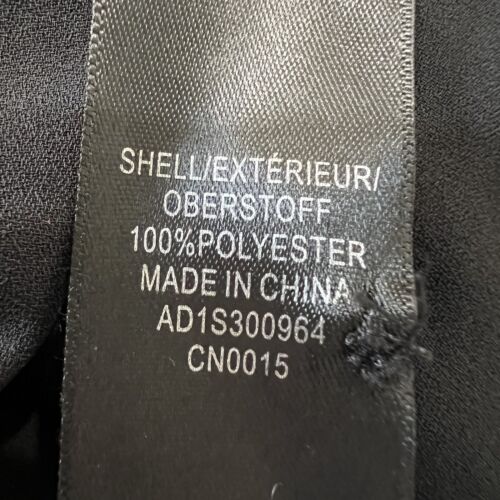 SHELL/EXTÉRIEUR/
OBERSTOFF
100%POLYESTER
MADE IN CHINA
AD1S300964
CN0015